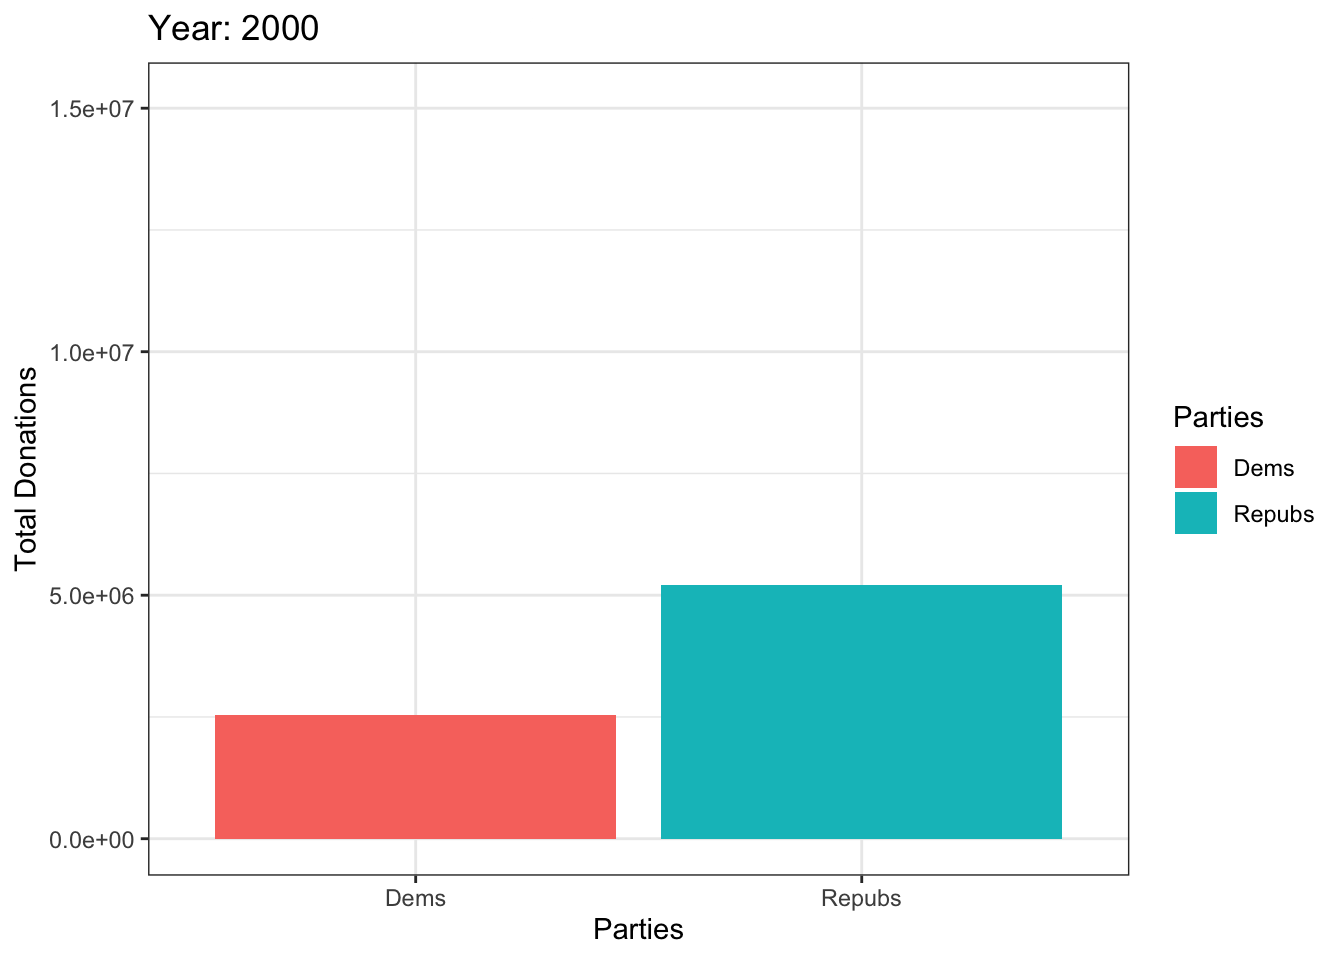 Year: 2000
1.5e+07
1.0e+07
5.0e+06
0.0e+00
Total Donations
Dems
Repubs
Parties
Parties
Dems
Repubs